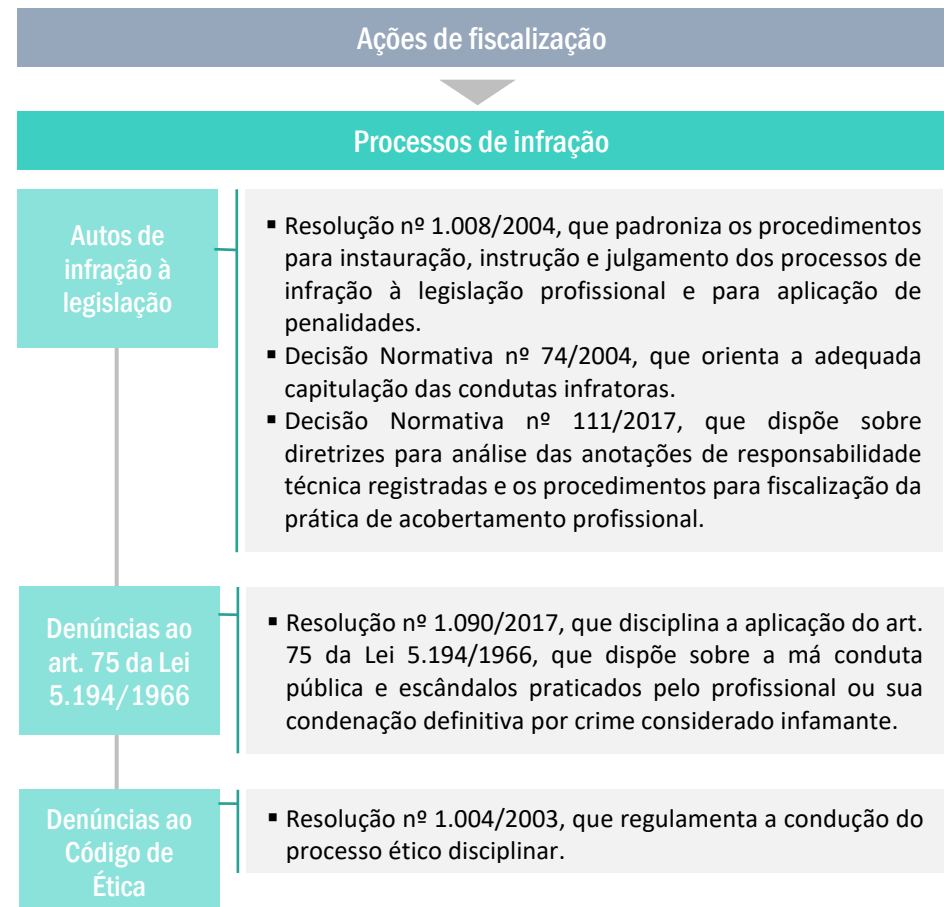 Ações de fiscalização
Processos de infração
Autos de
infração à
legislação
▪ Resolução nº 1.008/2004, que padroniza os procedimentos
para instauração, instrução e julgamento dos processos de
infração à legislação profissional e para aplicação de
penalidades.
▪ Decisão Normativa nº 74/2004, que orienta a adequada
capitulação das condutas infratoras.
▪ Decisão Normativa nº 111/2017, que dispõe sobre
diretrizes para análise das anotações de responsabilidade
técnica registradas e os procedimentos para fiscalização da
prática de acobertamento profissional.
Denúncias ao
art. 75 da Lei
5.194/1966
▪ Resolução nº 1.090/2017, que disciplina a aplicação do art.
75 da Lei 5.194/1966, que dispõe sobre a má conduta
pública e escândalos praticados pelo profissional ou sua
condenação definitiva por crime considerado infamante.
Denúncias ao
Código de
Ética
▪ Resolução nº 1.004/2003, que regulamenta a condução do
processo ético disciplinar.